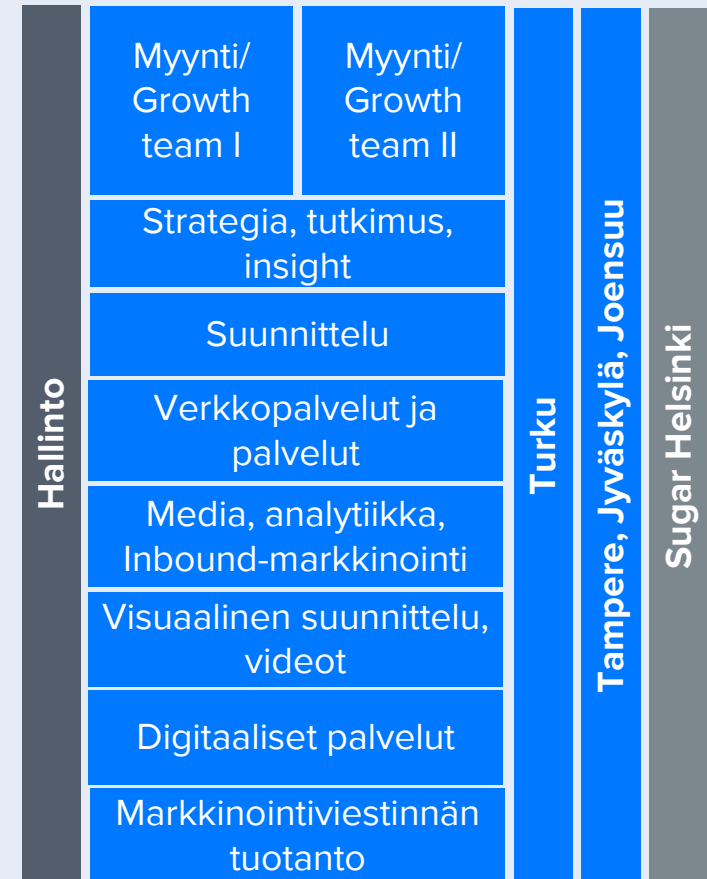 Hallinto
Myynti/
Growth
team I
Myynti/
Growth
team II
Strategia, tutkimus,
insight
Suunnittelu
Verkkopalvelut ja
palvelut
Media, analytiikka,
Inbound-markkinointi
Visuaalinen suunnittelu,
videot
Digitaaliset palvelut
Markkinointiviestinnän
tuotanto
Turku
Tampere, Jyväskylä, Joensuu
Sugar Helsinki